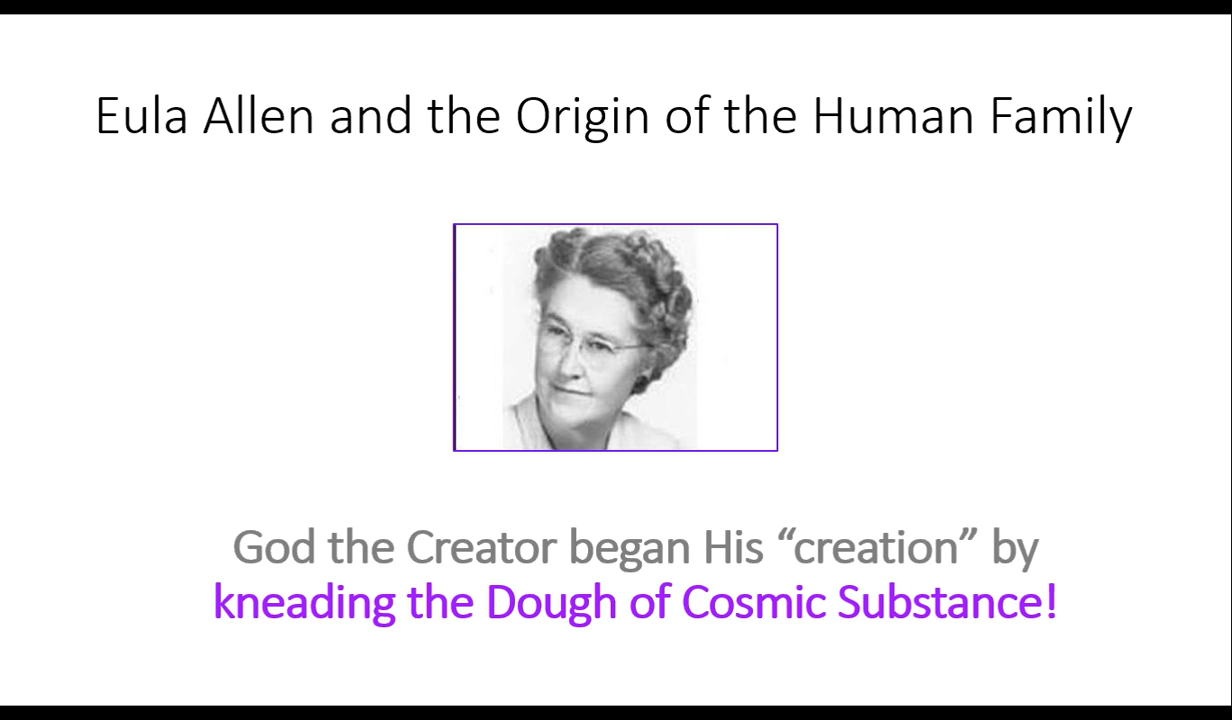 Eula Allen and the Origin of the Human Family
God the Creator began His “creation” by
kneading the Dough of Cosmic Substance!